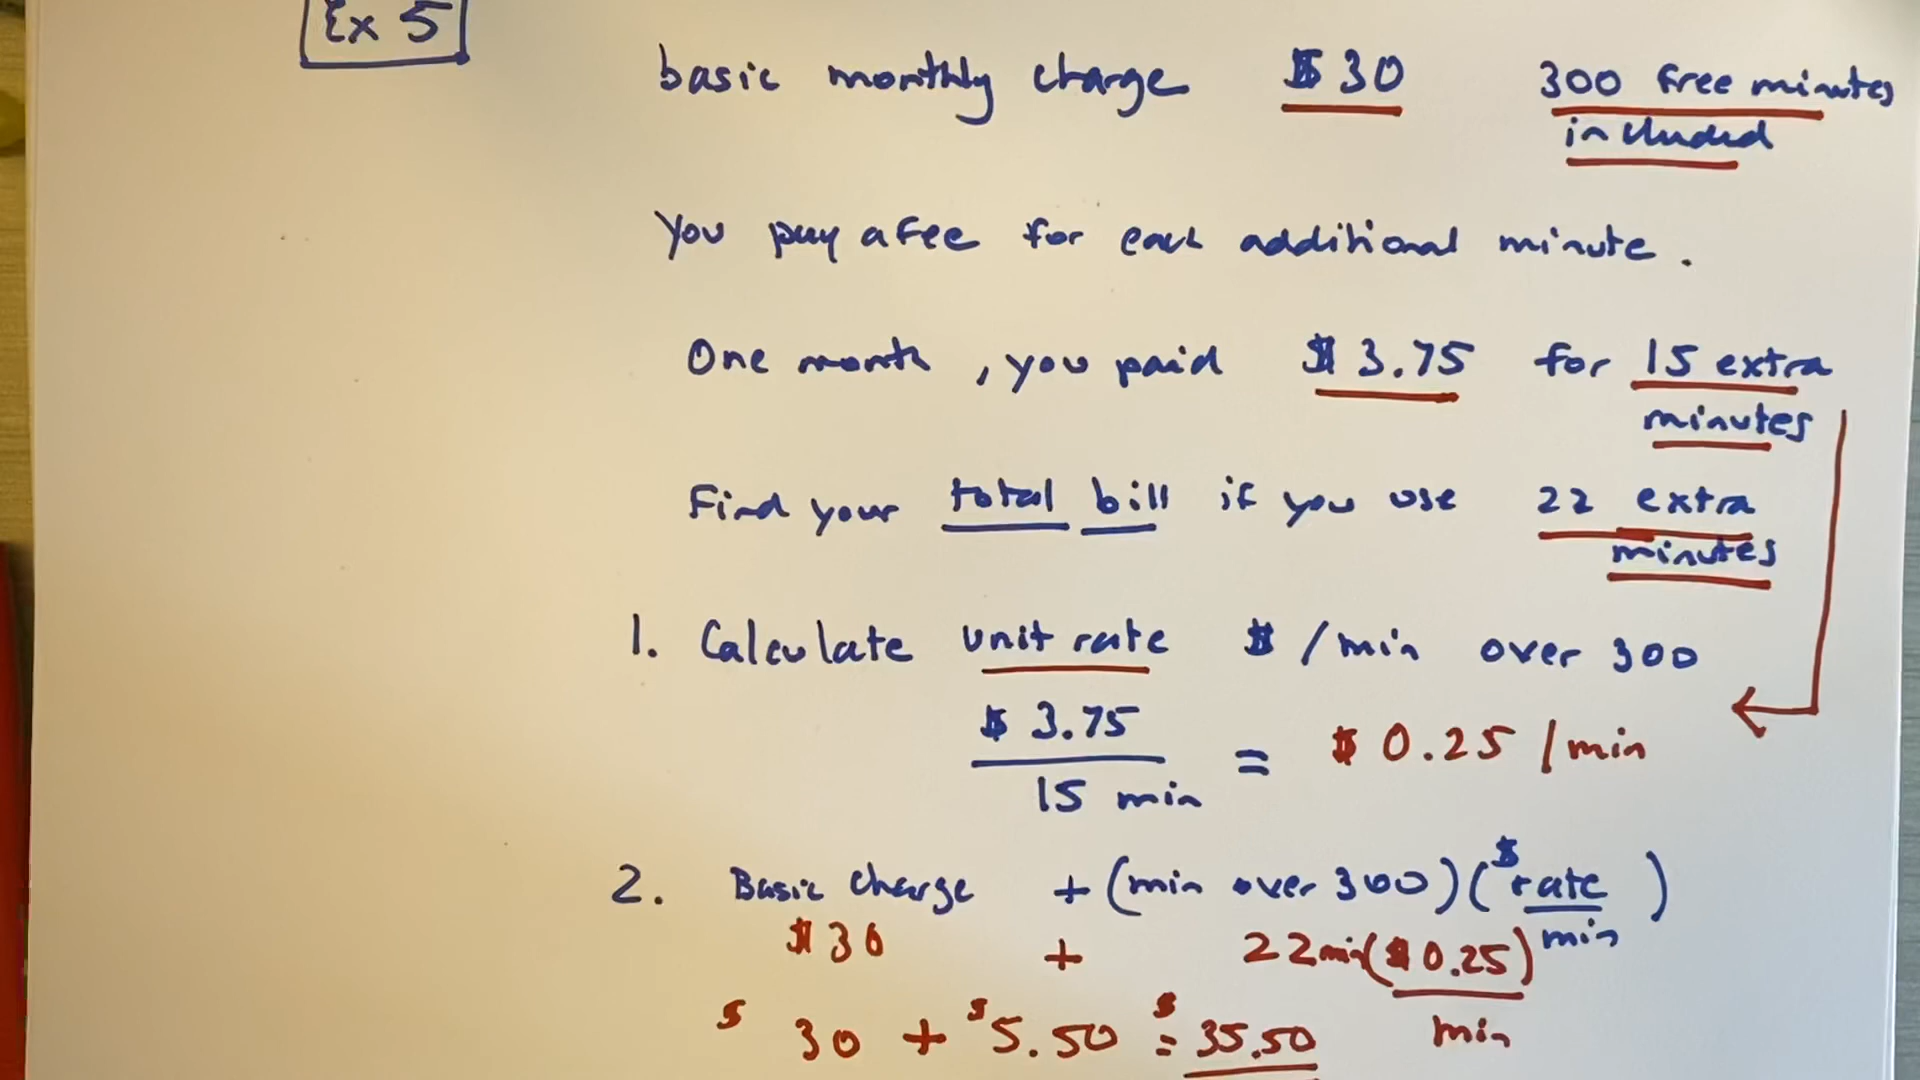 Ex 5
basic monthly charge $30 300 free minutes
included
You pay a fee for each additional minute.
One month, you paid $3.75 for 15 extra
minutes
Find your total bill if you use 22 extra
minutes
1. Calculate unit rate $/min over 300
$3.75
15 min
= $0.25/min
2. Basic Charge + (min over 300)($rate
min)
$30 + 22min($0.25)
min
$30 + $5.50 = $35.50